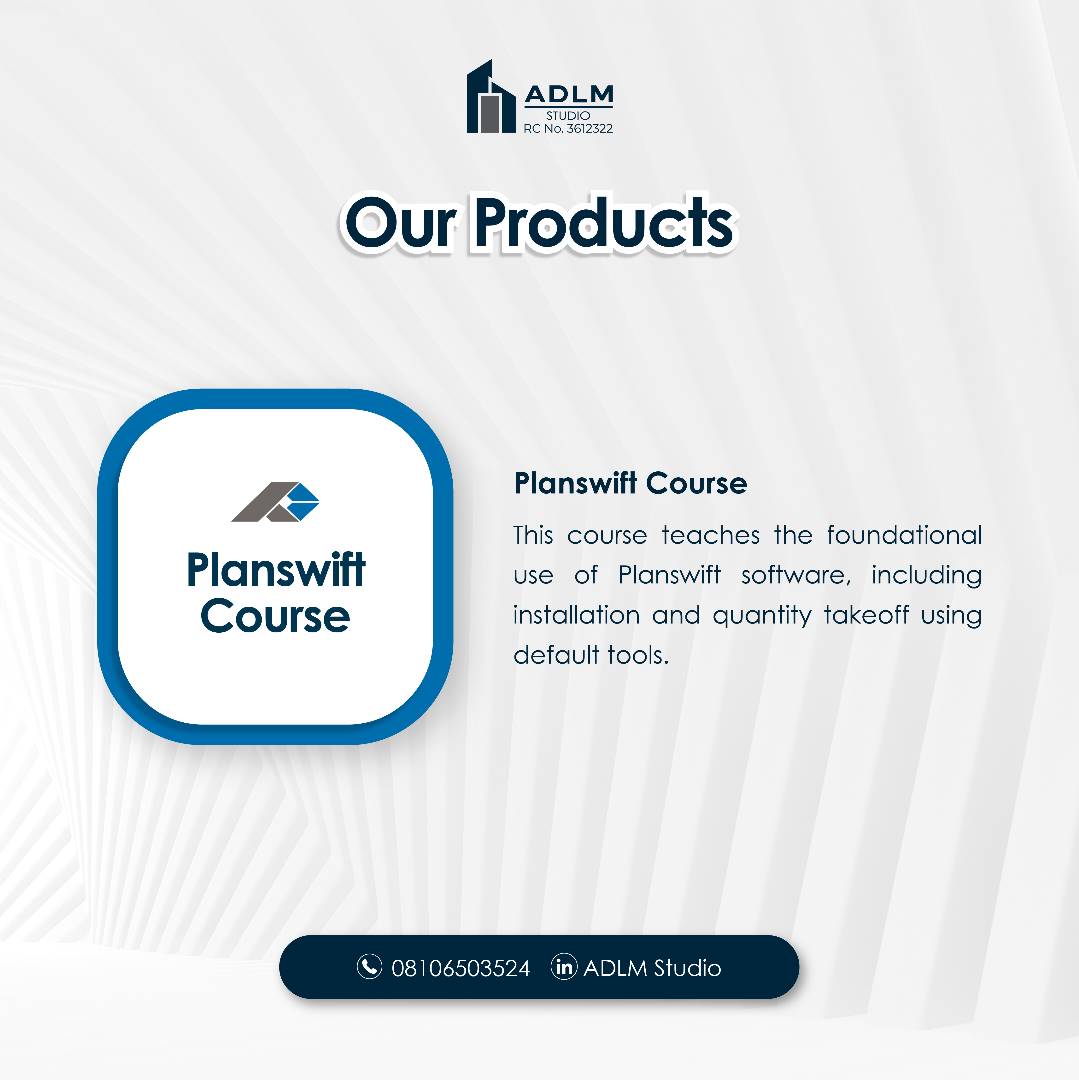 ADLM
STUDIO
RC No. 3612322
Our Products
Planswift
Course
Planswift Course
This course teaches the foundational
use of Planswift software, including
installation and quantity takeoff using
default tools.
08106503524 in ADLM Studio